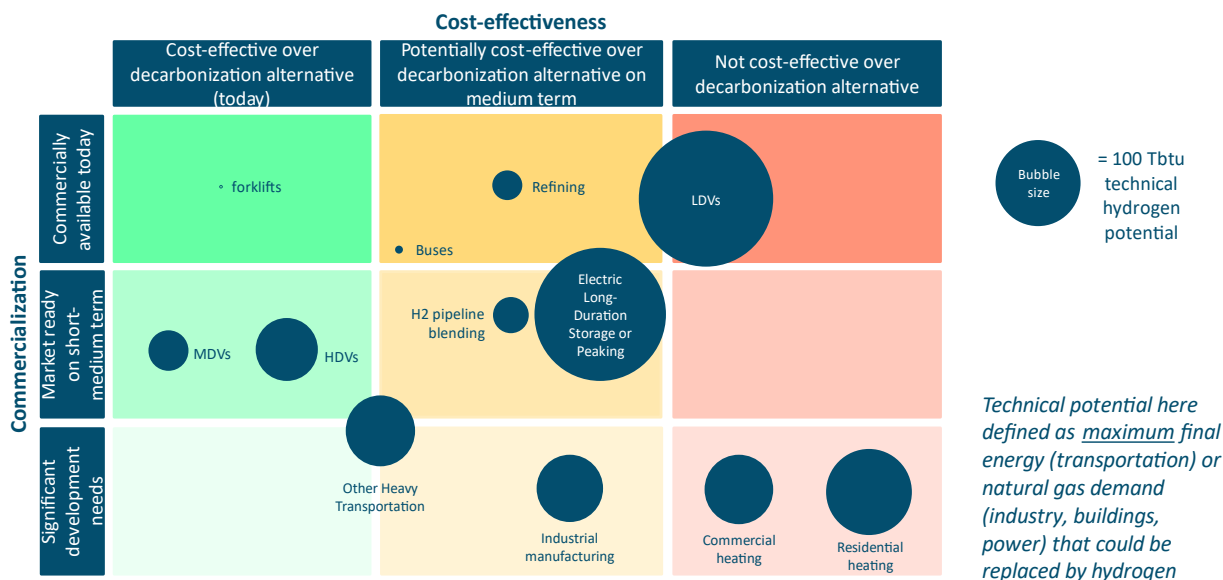 Cost-effectiveness
Cost-effective over
decarbonization alternative
(today)
Potentially cost-effective over
decarbonization alternative on
medium term
Not cost-effective over
decarbonization alternative
Commercialization
Commercially
available today
forklifts
Refining
Buses
LDVs
Bubble
size
= 100 Tbtu
technical
hydrogen
potential
Market ready
on short-
medium term
MDVs
HDVs
H2 pipeline
blending
Electric
Long-
Duration
Storage or
Peaking
Significant
development
needs
Other Heavy
Transportation
Industrial
manufacturing
Commercial
heating
Residential
heating
Technical potential here
defined as maximum final
energy (transportation) or
natural gas demand
(industry, buildings,
power) that could be
replaced by hydrogen